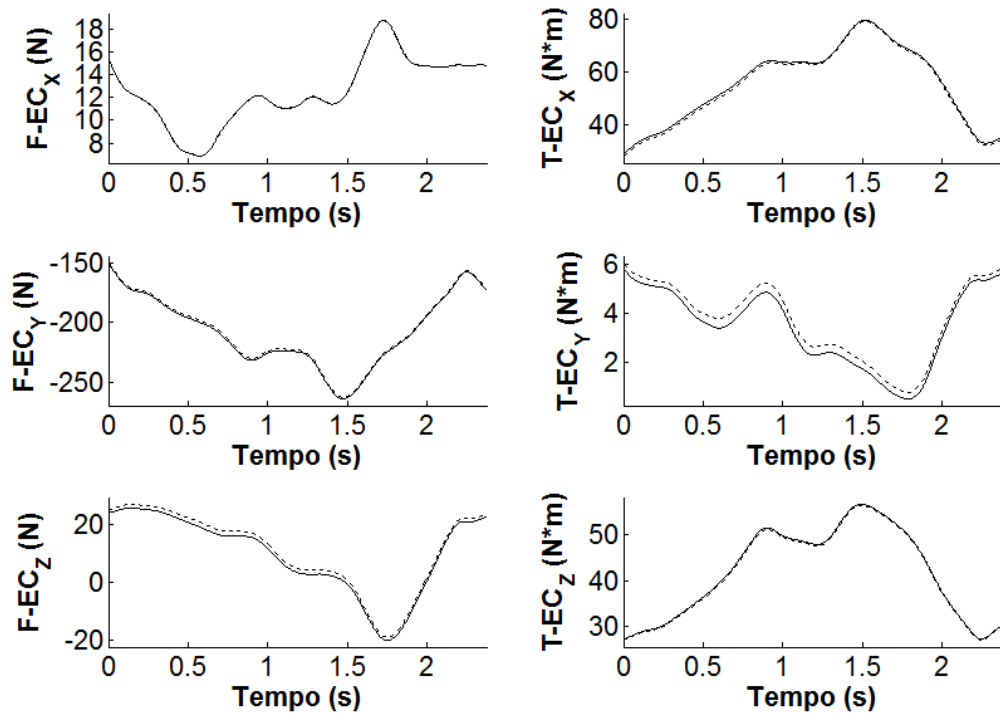 F-EC_X (N)
18
16
14
12
10
8
0 0.5 1 1.5 2
Tempo (s)
T-EC_X (N*m)
80
60
40
0 0.5 1 1.5 2
Tempo (s)
F-EC_Y (N)
-150
-200
-250
0 0.5 1 1.5 2
Tempo (s)
T-EC_Y (N*m)
6
4
2
0 0.5 1 1.5 2
Tempo (s)
F-EC_Z (N)
20
0
-20
0 0.5 1 1.5 2
Tempo (s)
T-EC_Z (N*m)
50
40
30
0 0.5 1 1.5 2
Tempo (s)